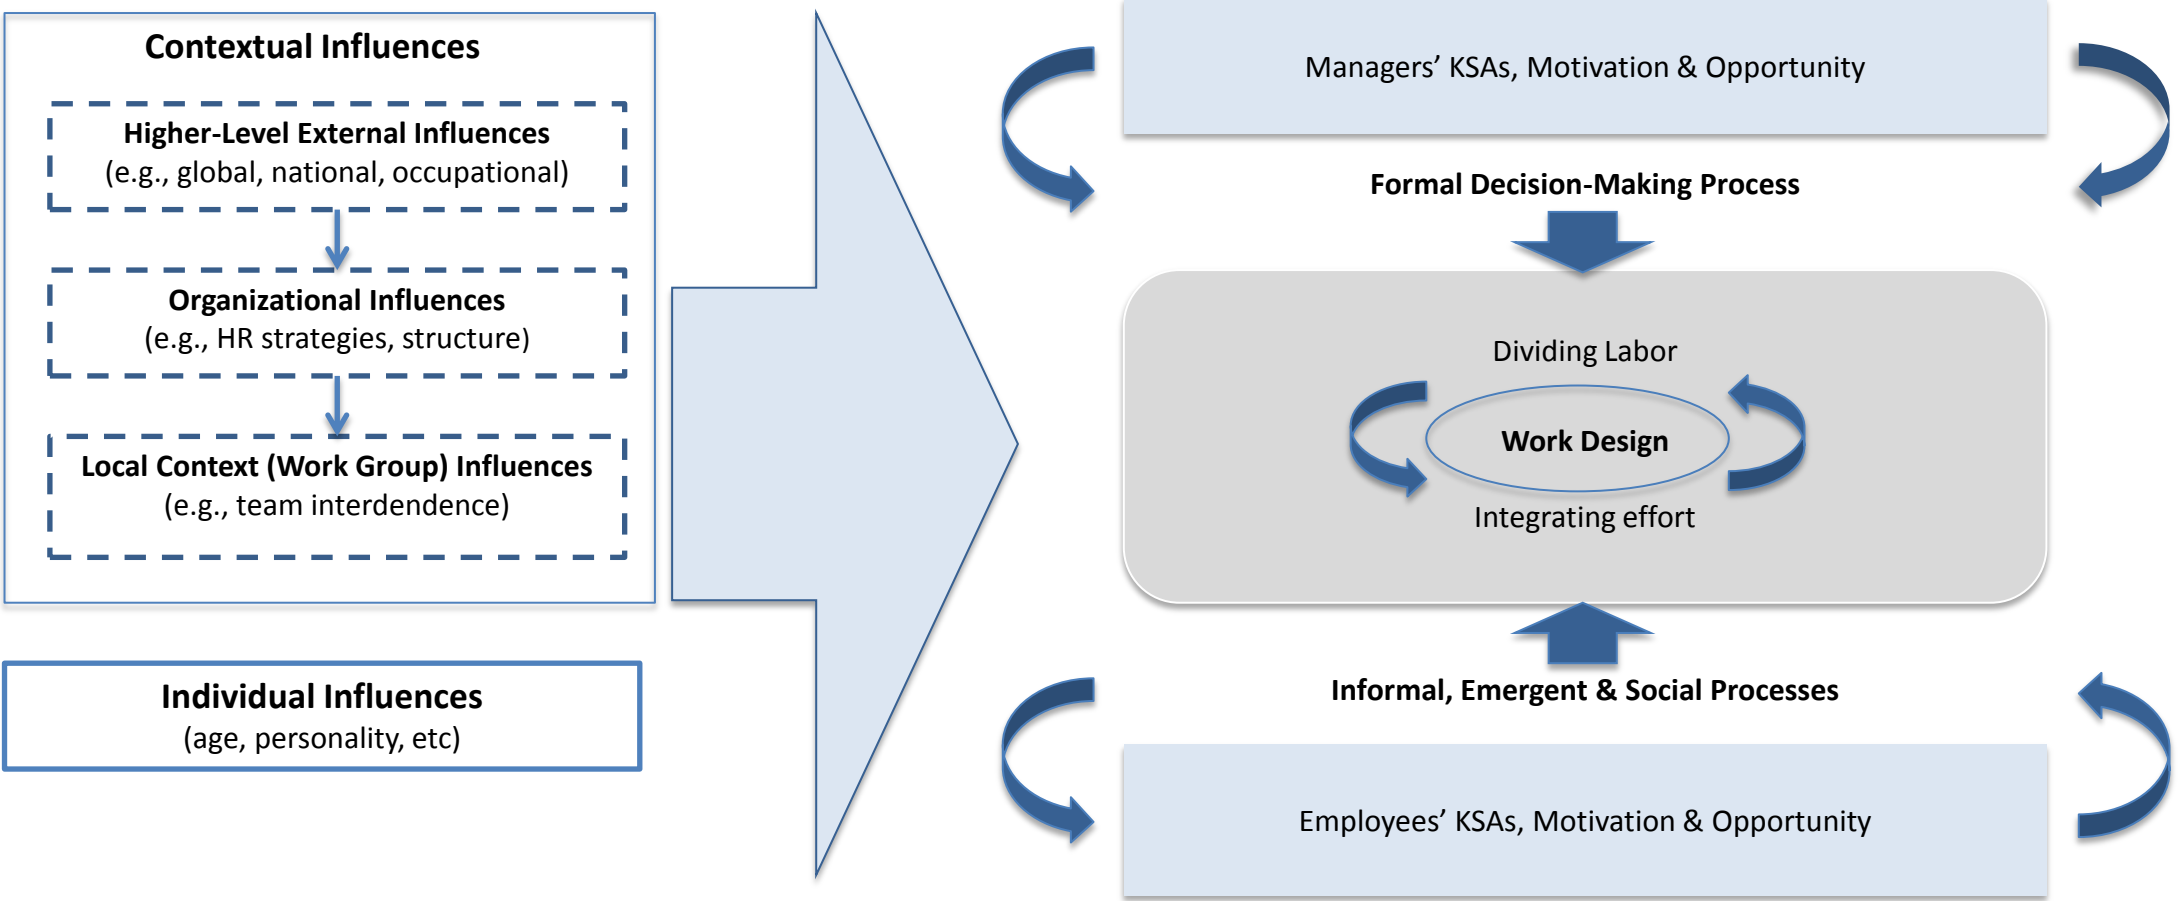 Contextual Influences
Higher-Level External Influences
(e.g., global, national, occupational)
Organizational Influences
(e.g., HR strategies, structure)
Local Context (Work Group) Influences
(e.g., team interdendence)
Individual Influences
(age, personality, etc)
Managers’ KSAs, Motivation & Opportunity
Formal Decision-Making Process
Dividing Labor
Work Design
Integrating effort
Informal, Emergent & Social Processes
Employees’ KSAs, Motivation & Opportunity